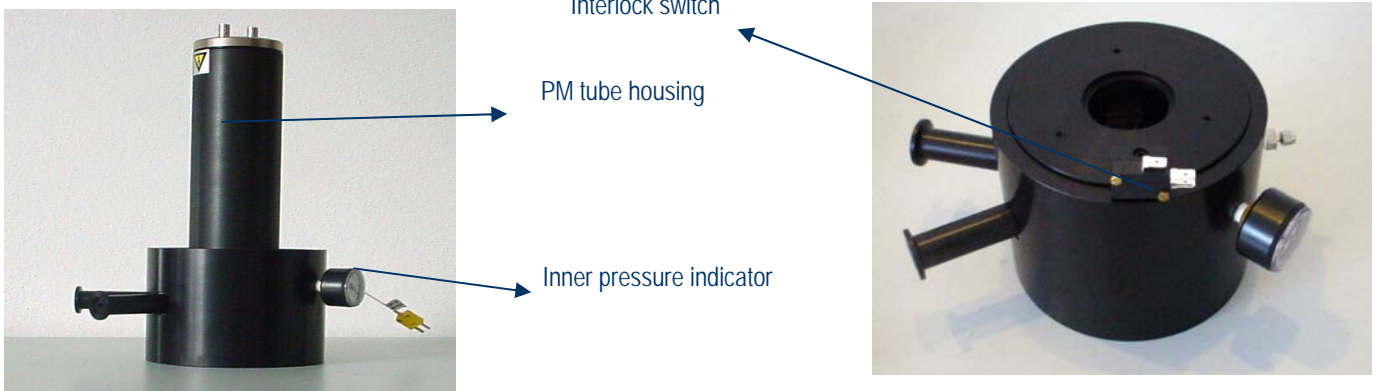 Interlock switch
PM tube housing
Inner pressure indicator